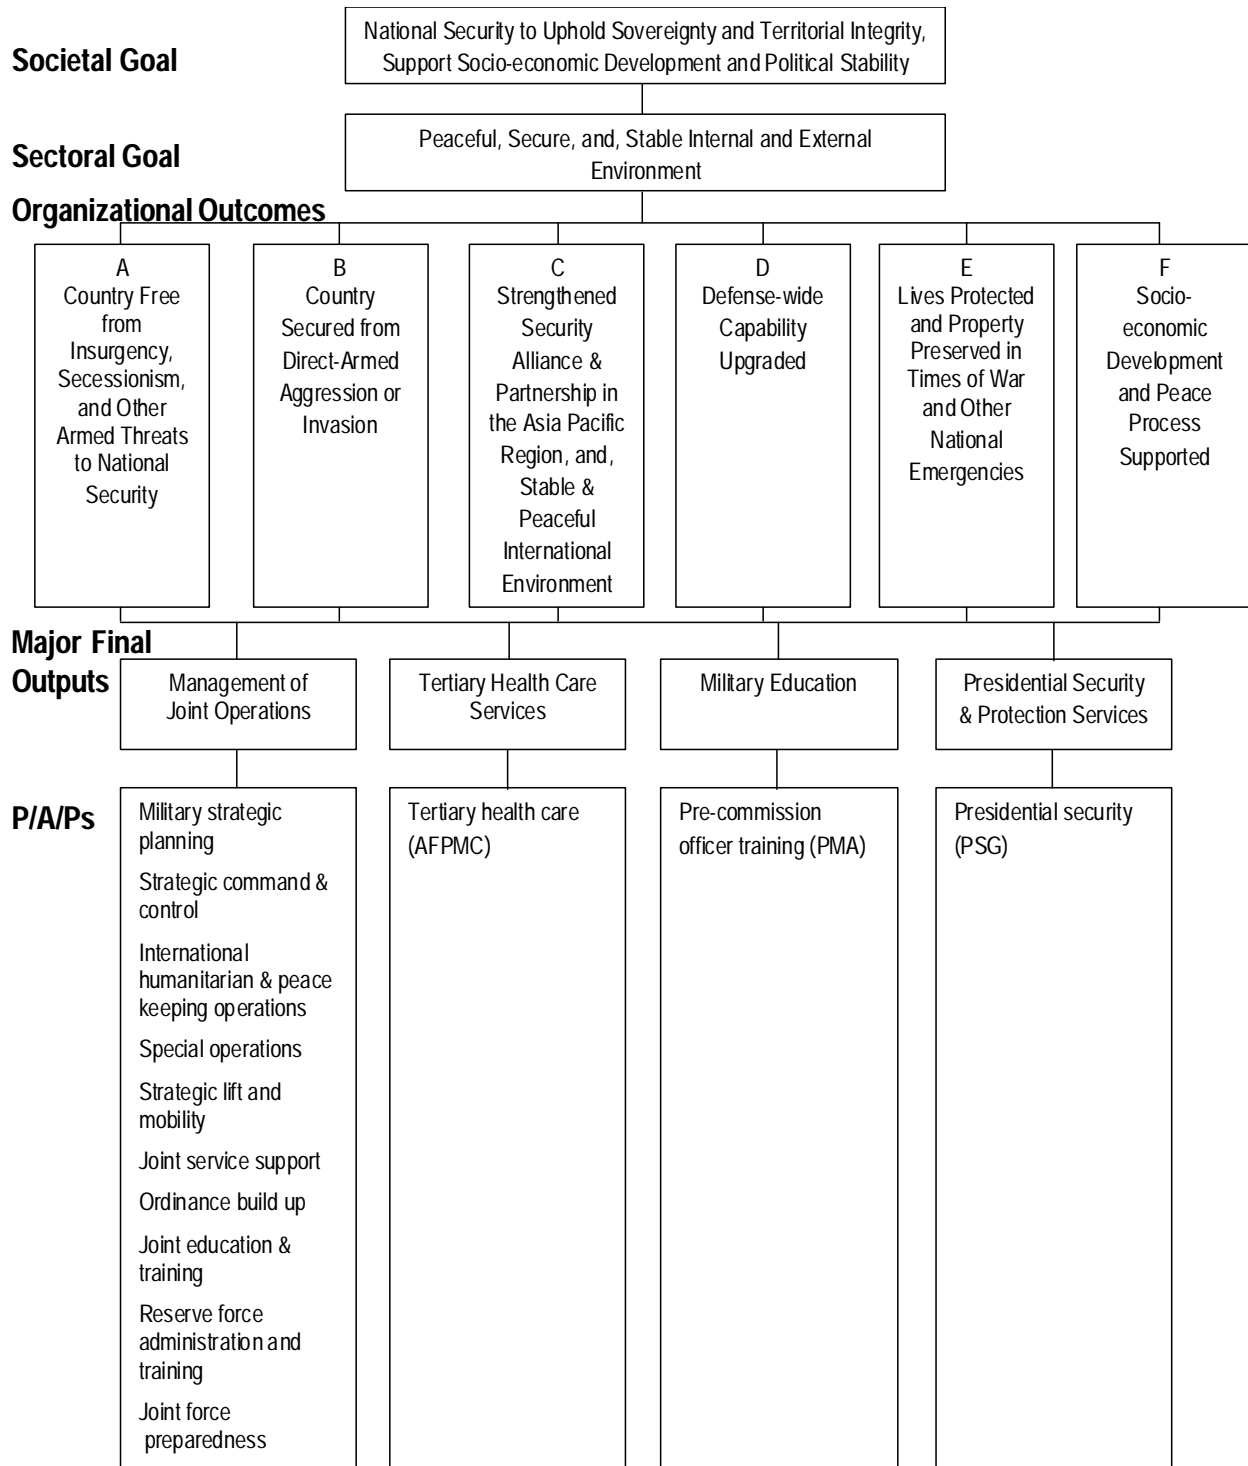 Societal Goal
National Security to Uphold Sovereignty and Territorial Integrity,
Support Socio-economic Development and Political Stability
Sectoral Goal
Peaceful, Secure, and, Stable Internal and External
Environment
Organizational Outcomes
A
Country Free
from
Insurgency,
Secessionism,
and Other
Armed Threats
to National
Security
B
Country
Secured from
Direct-Armed
Aggression or
Invasion
C
Strengthened
Security
Alliance &
Partnership in
the Asia Pacific
Region, and,
Stable &
Peaceful
International
Environment
D
Defense-wide
Capability
Upgraded
E
Lives Protected
and Property
Preserved in
Times of War
and Other
National
Emergencies
F
Socio-
economic
Development
and Peace
Process
Supported
Major Final
Outputs
Management of
Joint Operations
Tertiary Health Care
Services
Military Education
Presidential Security
& Protection Services
P/A/Ps
Military strategic
planning
Strategic command &
control
International
humanitarian & peace
keeping operations
Special operations
Strategic lift and
mobility
Joint service support
Ordinance build up
Joint education &
training
Reserve force
administration and
training
Joint force
preparedness
Tertiary health care
(AFPMC)
Pre-commission
officer training (PMA)
Presidential security
(PSG)